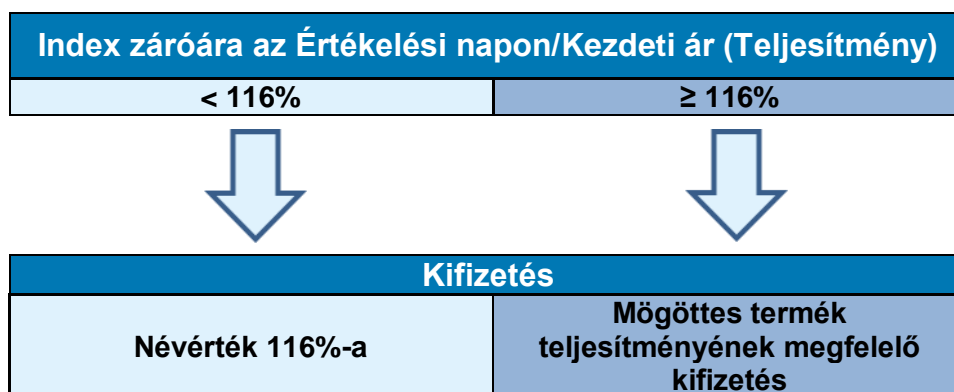 Index záróára az Értékelési napon/Kezdeti ár (Teljesítmény)
< 116%
≥ 116%
Kifizetés
Névérték 116%-a
Mögöttes termék
teljesítményének megfelelő
kifizetés